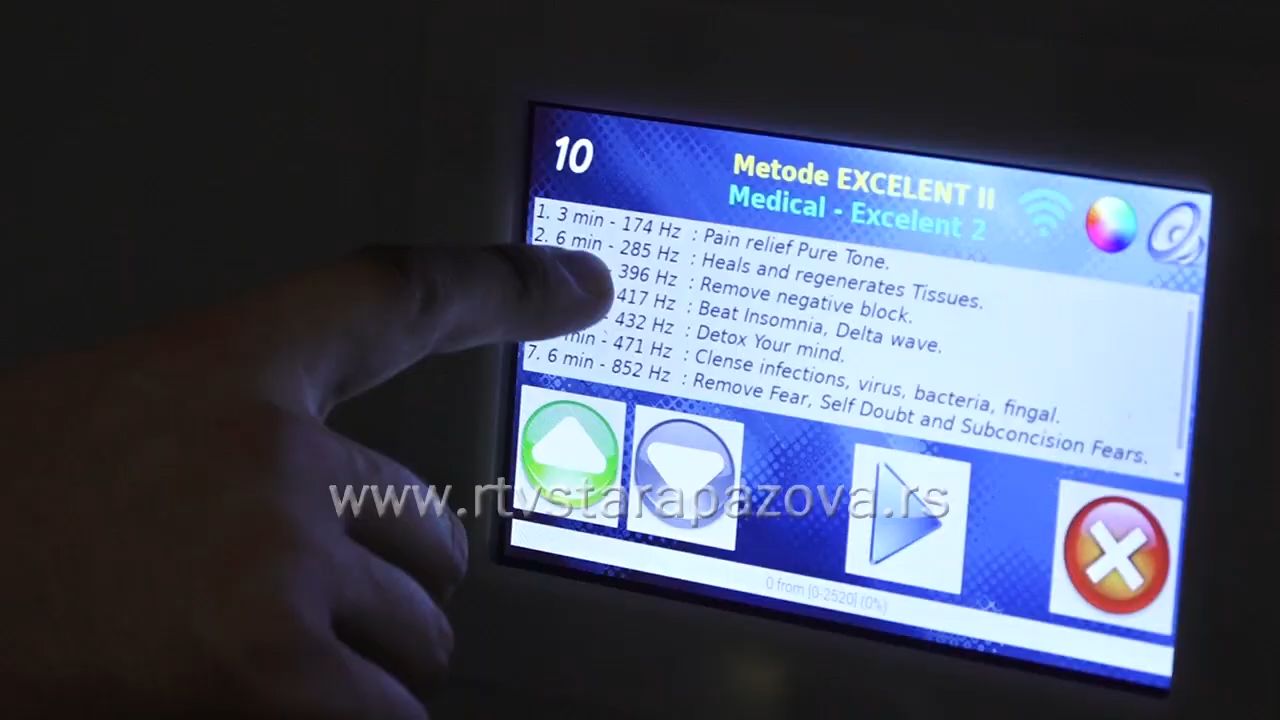 10
Metode EXCELENT II
Medical - Excelent 2
1. 3 min - 174 Hz : Pain relief Pure Tone.
2. 6 min - 285 Hz : Heals and regenerates Tissues.
- 396 Hz : Remove negative block.
417 Hz : Beat Insomnia, Delta wave.
- 432 Hz : Detox Your mind.
min - 471 Hz : Clense infections, virus, bacteria, fingal.
7. 6 min - 852 Hz : Remove Fear, Self Doubt and Subconcision Fears.
www.rtvstarapazova.rs
0 from [0-2520] (0%)